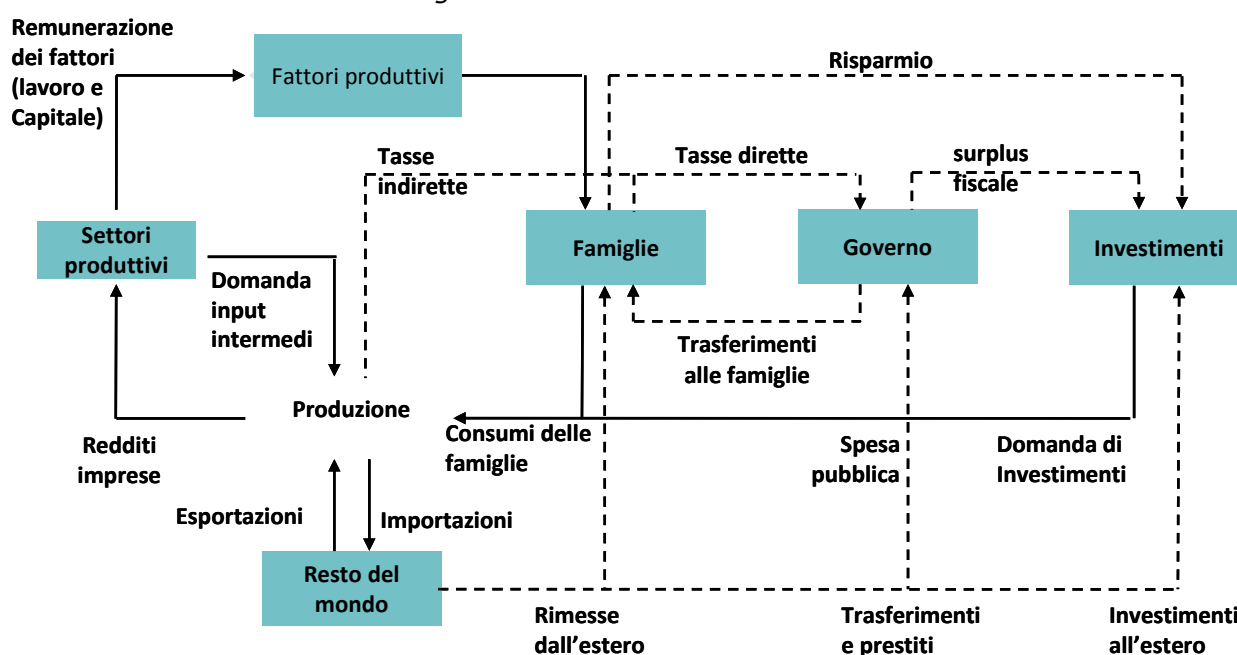 Remunerazione
dei fattori
(lavoro e
Capitale)
Fattori produttivi
Risparmio
Tasse
indirette
Tasse dirette
surplus
fiscale
Settori
produttivi
Famiglie
Governo
Investimenti
Domanda
input
intermedi
Trasferimenti
alle famiglie
Produzione
Redditi
imprese
Consumi delle
famiglie
Spesa
pubblica
Domanda di
Investimenti
Esportazioni
Importazioni
Resto del
mondo
Rimesse
dall'estero
Trasferimenti
e prestiti
Investimenti
all'estero